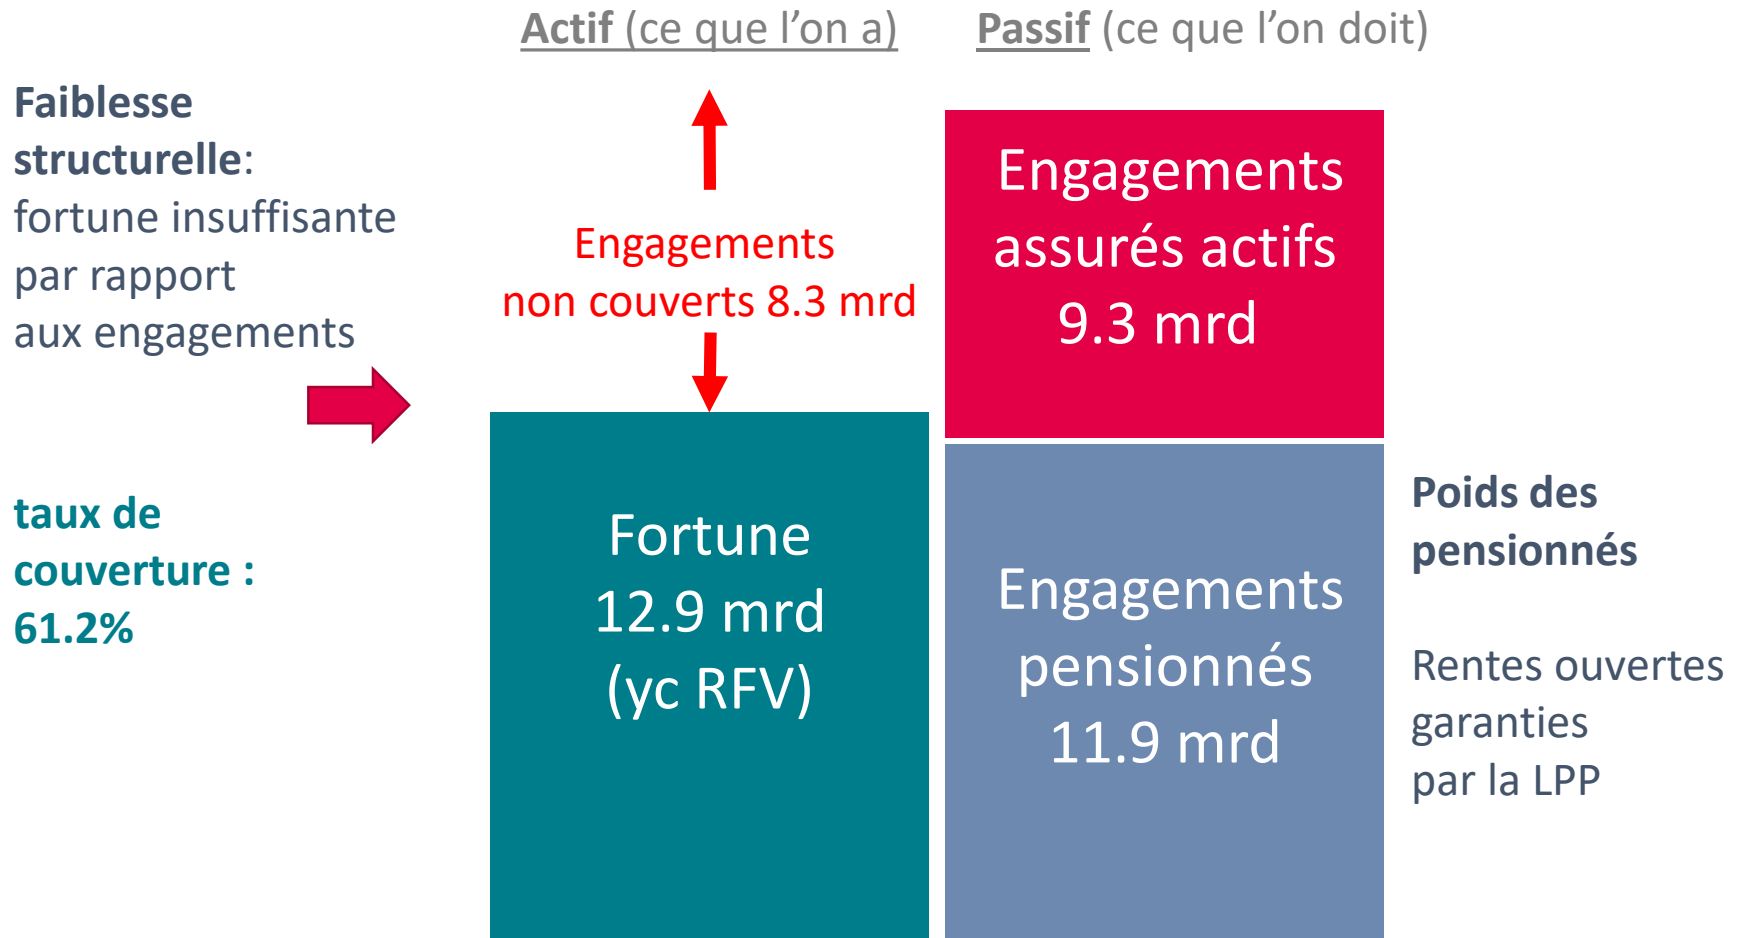 Actif (ce que l’on a)
Passif (ce que l’on doit)
Faiblesse
structurelle:
fortune insuffisante
par rapport
aux engagements
taux de
couverture :
61.2%
Engagements
non couverts 8.3 mrd
Fortune
12.9 mrd
(yc RFV)
Engagements
assurés actifs
9.3 mrd
Engagements
pensionnés
11.9 mrd
Poids des
pensionnés
Rentes ouvertes
garanties
par la LPP